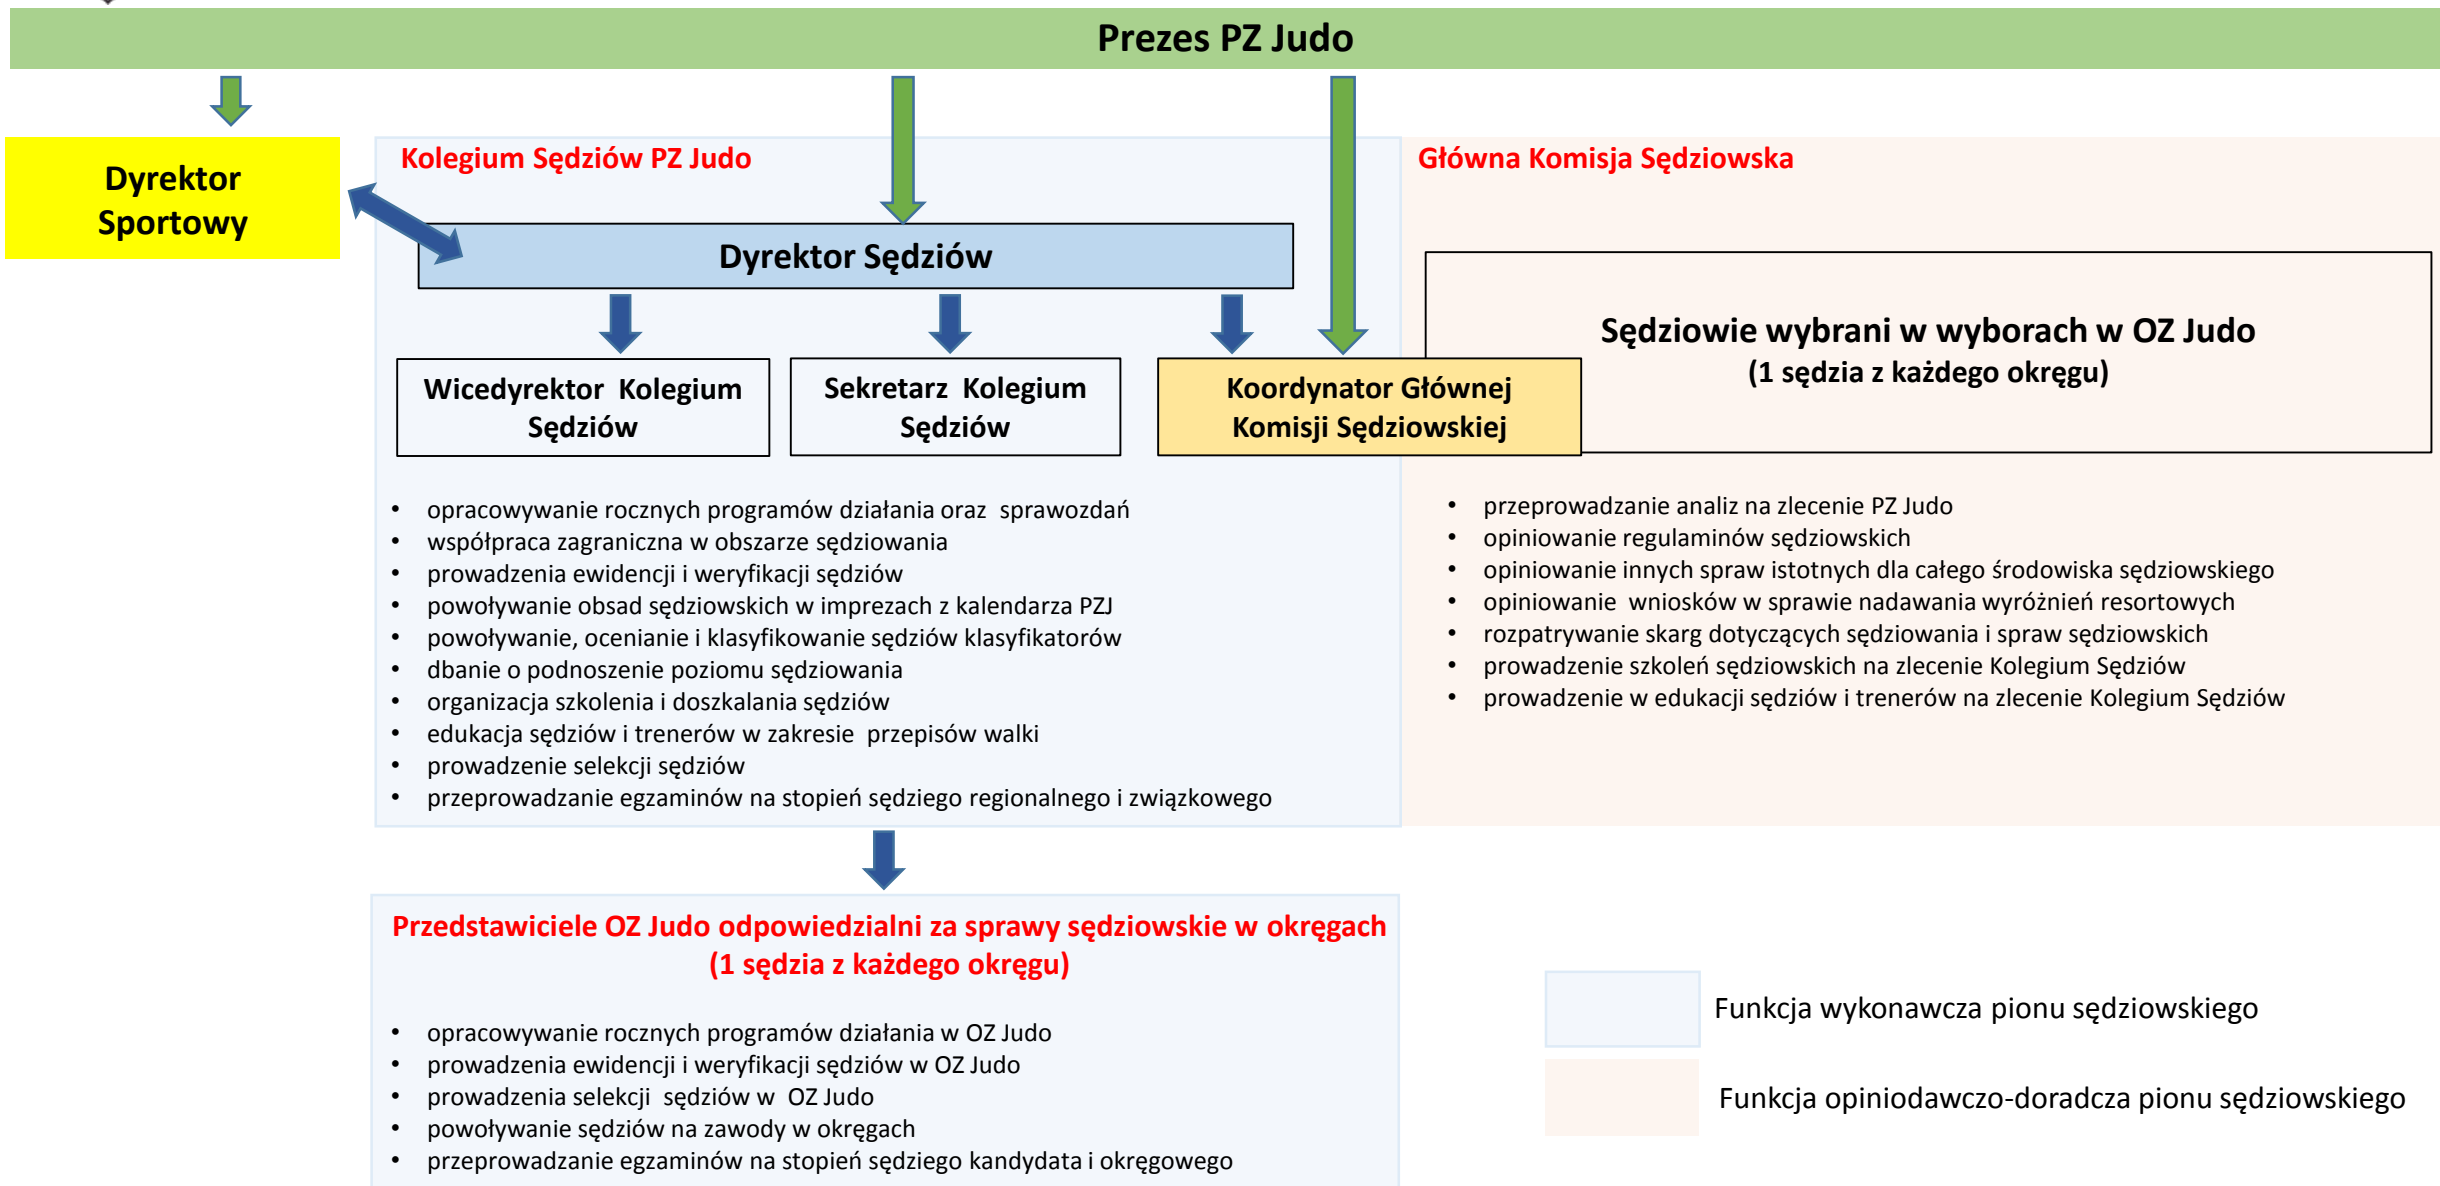 Prezes PZ Judo
Dyrektor
Sportowy
Kolegium Sędziów PZ Judo
Dyrektor Sędziów
Wicedyrektor Kolegium
Sędziów
Sekretarz Kolegium
Sędziów
Koordynator Głównej
Komisji Sędziowskiej
• opracowywanie rocznych programów działania oraz sprawozdań
• współpraca zagraniczna w obszarze sędziowania
• prowadzenia ewidencji i weryfikacji sędziów
• powoływanie obsad sędziowskich w imprezach z kalendarza PZJ
• powoływanie, ocenianie i klasyfikowanie sędziów klasyfikatorów
• dbanie o podnoszenie poziomu sędziowania
• organizacja szkolenia i doszkalania sędziów
• edukacja sędziów i trenerów w zakresie przepisów walki
• prowadzenie selekcji sędziów
• przeprowadzanie egzaminów na stopień sędziego regionalnego i związkowego
Główna Komisja Sędziowska
Sędziowie wybrani w wyborach w OZ Judo
(1 sędzia z każdego okręgu)
• przeprowadzanie analiz na zlecenie PZ Judo
• opiniowanie regulaminów sędziowskich
• opiniowanie innych spraw istotnych dla całego środowiska sędziowskiego
• opiniowanie wniosków w sprawie nadawania wyróżnień resortowych
• rozpatrywanie skarg dotyczących sędziowania i spraw sędziowskich
• prowadzenie szkoleń sędziowskich na zlecenie Kolegium Sędziów
• prowadzenie w edukacji sędziów i trenerów na zlecenie Kolegium Sędziów
Przedstawiciele OZ Judo odpowiedzialni za sprawy sędziowskie w okręgach
(1 sędzia z każdego okręgu)
• opracowywanie rocznych programów działania w OZ Judo
• prowadzenia ewidencji i weryfikacji sędziów w OZ Judo
• prowadzenia selekcji sędziów w OZ Judo
• powoływanie sędziów na zawody w okręgach
• przeprowadzanie egzaminów na stopień sędziego kandydata i okręgowego
Funkcja wykonawcza pionu sędziowskiego
Funkcja opiniodawczo-doradcza pionu sędziowskiego